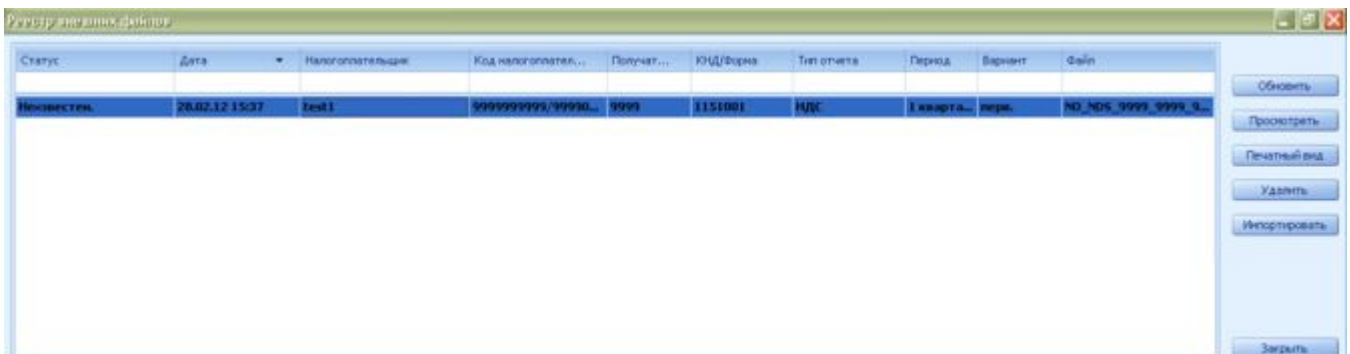 Реестр внешних файлов
Статус Дата Налогоплательщик Код налогоплател... Получат... КНД/Форма Тип отчета Период Вариант Файл
Неизвестен. 28.02.12 15:37 test1 9999999999/99990... 9999 1151001 НДС 1 кварта... перв. NO_NDS_9999_9999_9...
Обновить
Просмотреть
Печатный вид
Удалить
Импортировать
Закрыть